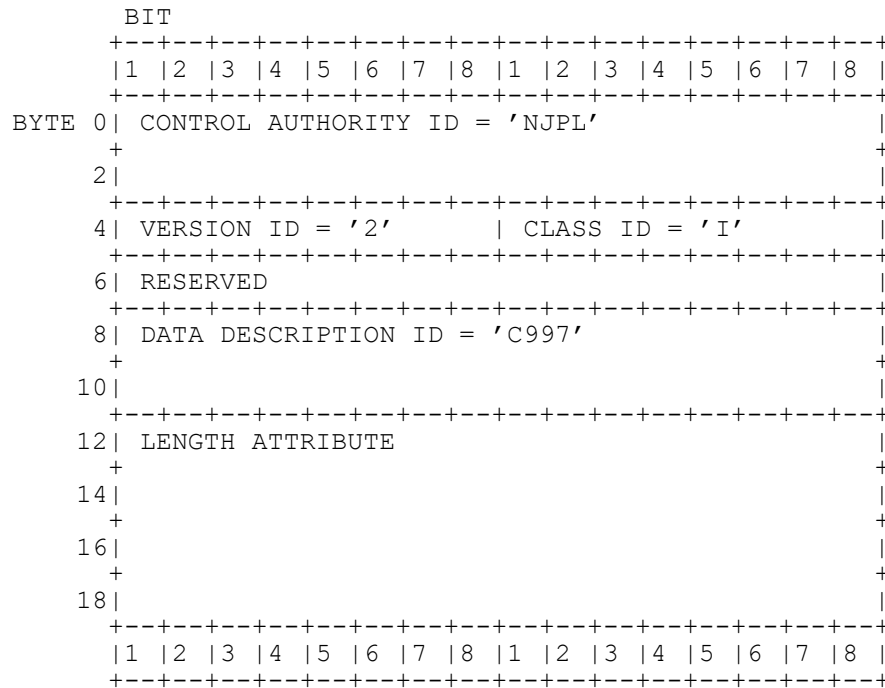 BIT
+--+--+--+--+--+--+--+--+--+--+--+--+--+--+--+--+
|1 |2 |3 |4 |5 |6 |7 |8 |1 |2 |3 |4 |5 |6 |7 |8 |
+--+--+--+--+--+--+--+--+--+--+--+--+--+--+--+--+
BYTE 0| CONTROL AUTHORITY ID = 'NJPL' |
+ +
2| |
+--+--+--+--+--+--+--+--+--+--+--+--+--+--+--+--+
4| VERSION ID = '2' | CLASS ID = 'I' |
+--+--+--+--+--+--+--+--+--+--+--+--+--+--+--+--+
6| RESERVED |
+--+--+--+--+--+--+--+--+--+--+--+--+--+--+--+--+
8| DATA DESCRIPTION ID = 'C997' |
+ +
10| |
+--+--+--+--+--+--+--+--+--+--+--+--+--+--+--+--+
12| LENGTH ATTRIBUTE |
+ +
14| |
+ +
16| |
+ +
18| |
+--+--+--+--+--+--+--+--+--+--+--+--+--+--+--+--+
|1 |2 |3 |4 |5 |6 |7 |8 |1 |2 |3 |4 |5 |6 |7 |8 |
+--+--+--+--+--+--+--+--+--+--+--+--+--+--+--+--+